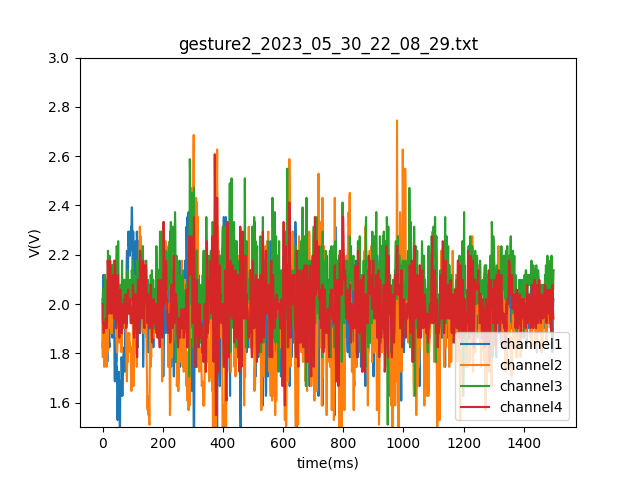 gesture2_2023_05_30_22_08_29.txt
3.0
2.8
2.6
2.4
2.2
2.0
1.8
1.6
V(V)
channel1
channel2
channel3
channel4
0 200 400 600 800 1000 1200 1400
time(ms)